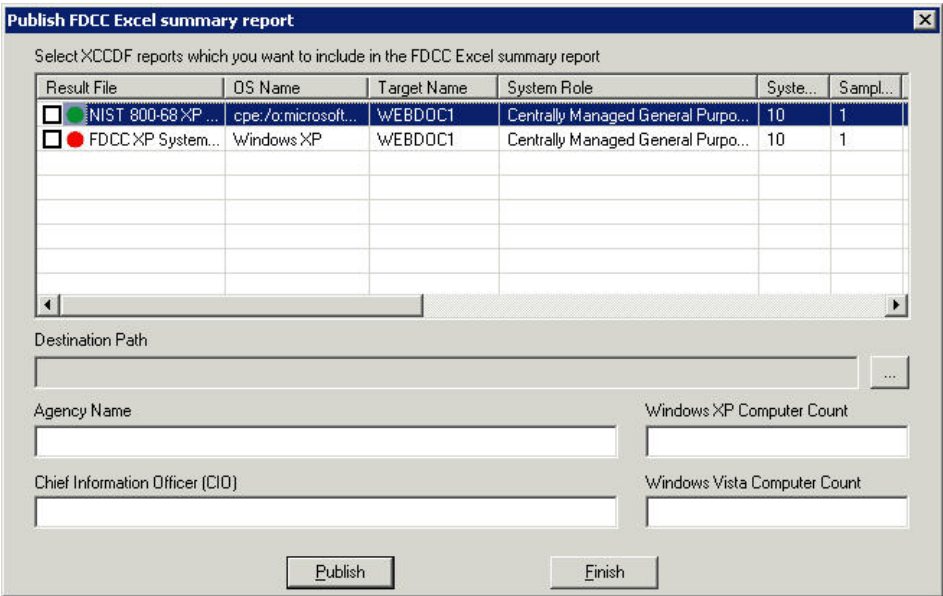 Publish FDCC Excel summary report
Select XCCDF reports which you want to include in the FDCC Excel summary report
Result File OS Name Target Name System Role Syste... Sampl...
NIST 800-68 XP ... cpe:/o:microsoft... WEBDOC1 Centrally Managed General Purpo... 10 1
FDCC XP System... Windows XP WEBDOC1 Centrally Managed General Purpo... 10 1
Destination Path
...
Agency Name Windows XP Computer Count
Chief Information Officer (CIO) Windows Vista Computer Count
Publish Finish